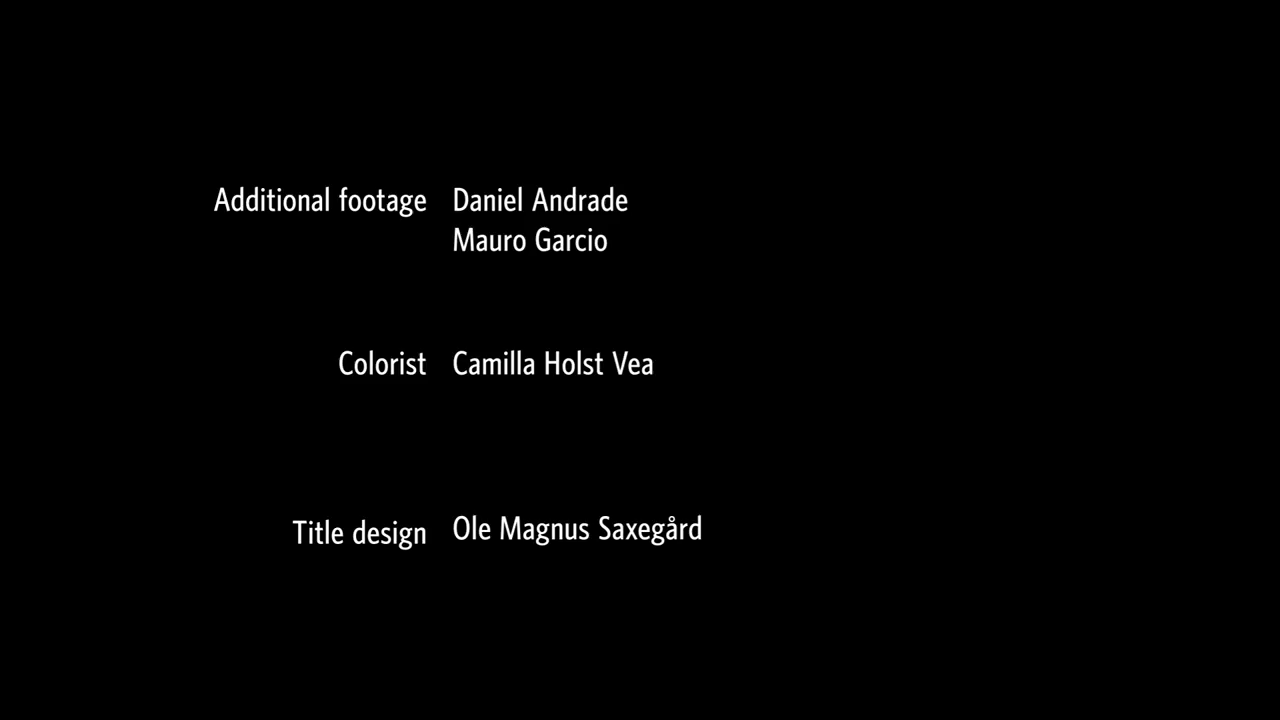 Additional footage Daniel Andrade
Mauro Garcio
Colorist Camilla Holst Vea
Title design Ole Magnus Saxegård